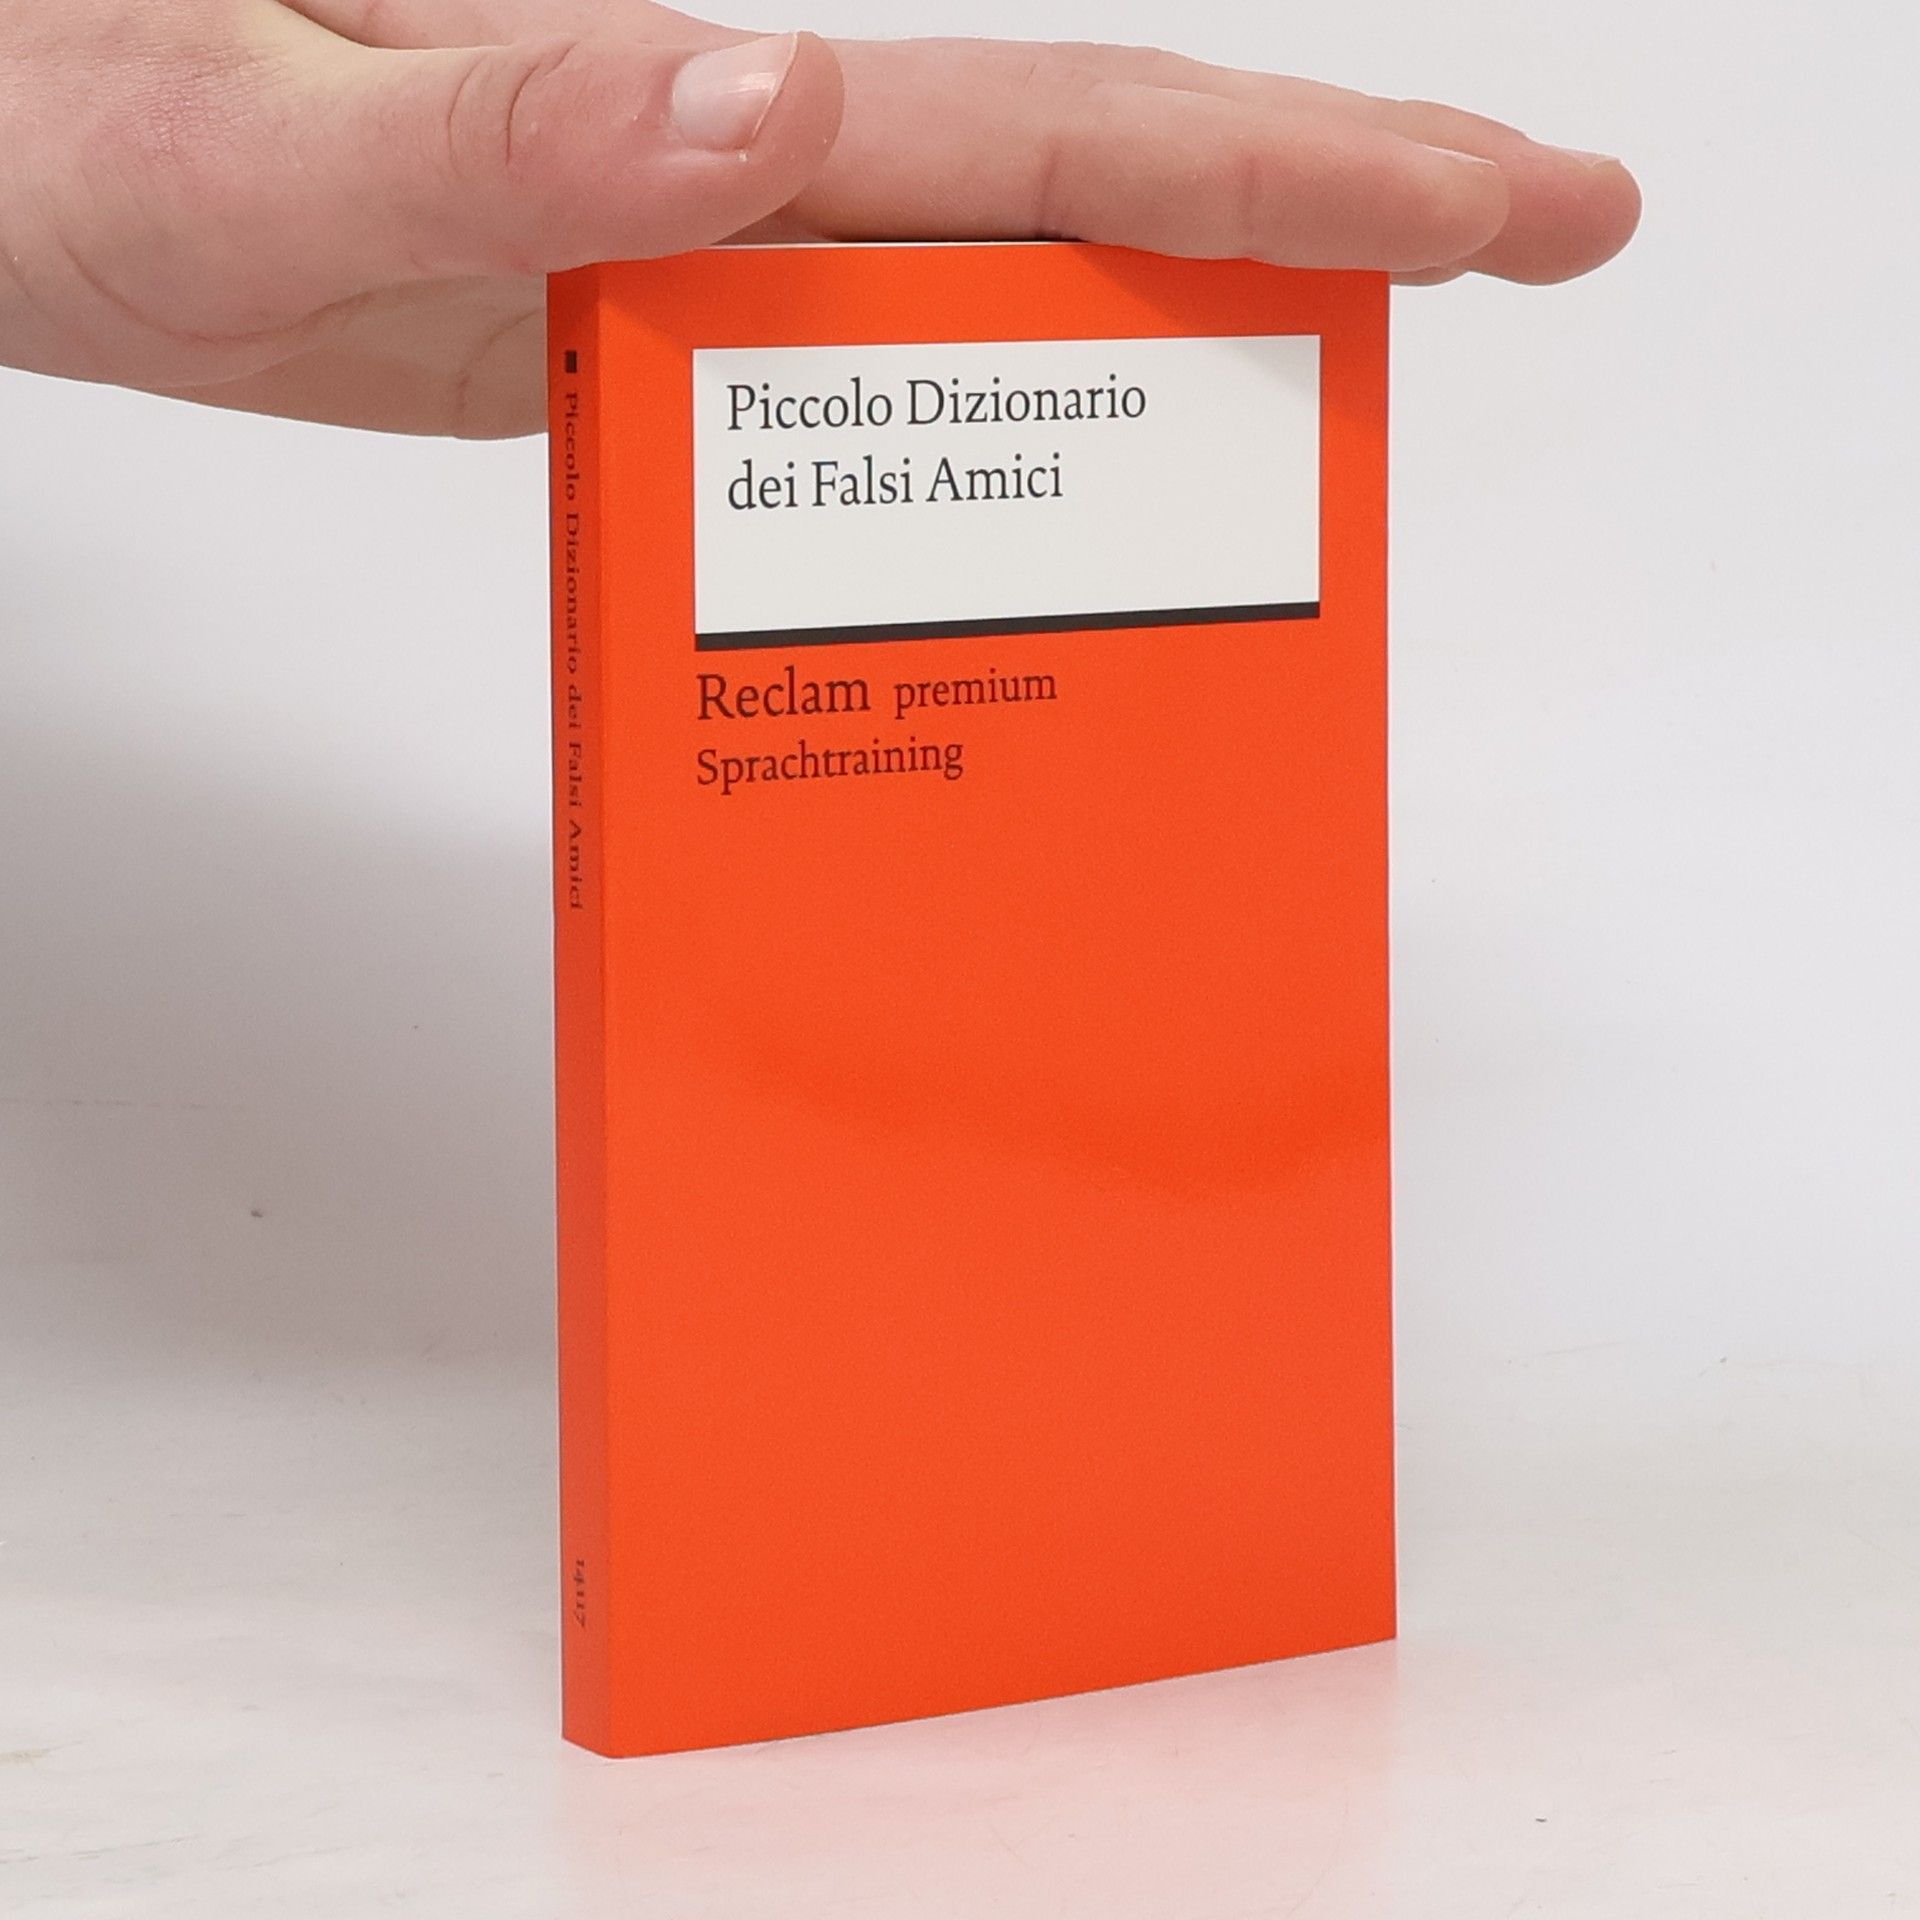 Piccolo Dizionario
dei Falsi Amici
Reclam premium
Sprachtraining
Piccolo Dizionario dei Falsi Amici
14117